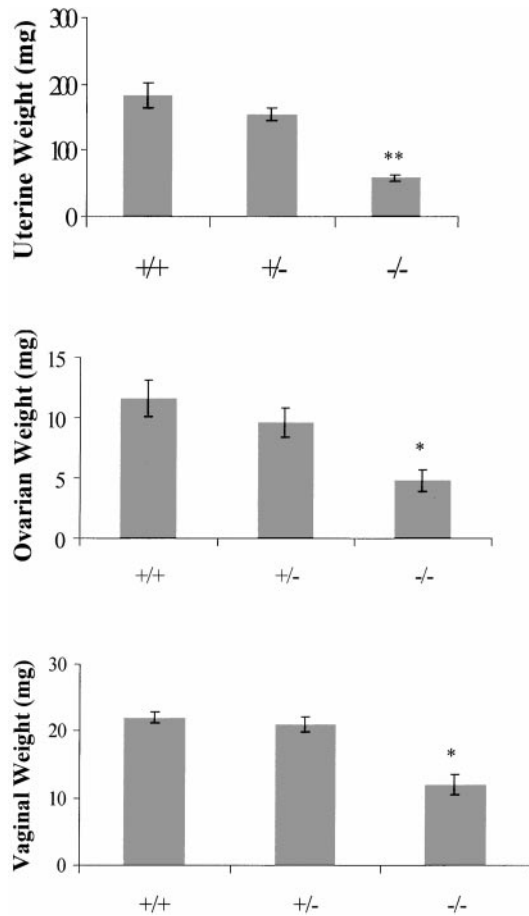 Uterine Weight (mg)
300
200
100
0
**
+/+ +/- -/-
Ovarian Weight (mg)
15
10
5
0
*
+/+ +/- -/-
Vaginal Weight (mg)
30
20
10
0
*
+/+ +/- -/-